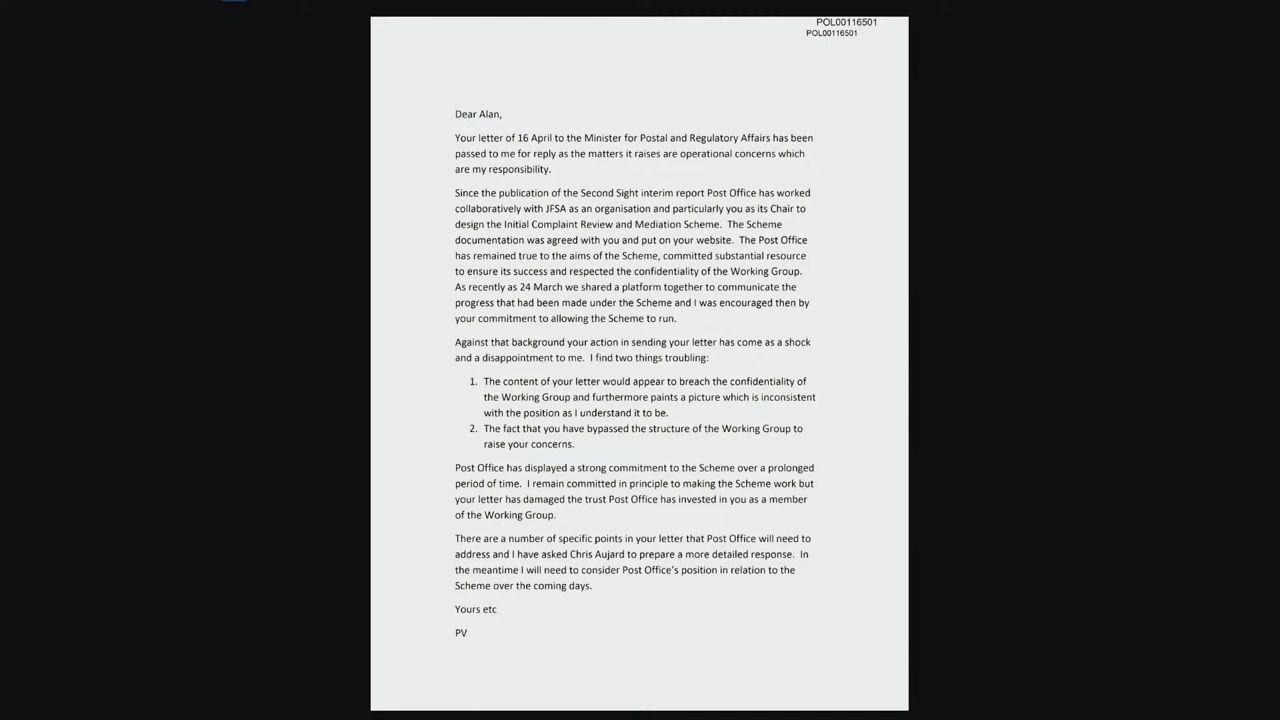 POL00116501
POL00116501
Dear Alan,
Your letter of 16 April to the Minister for Postal and Regulatory Affairs has been
passed to me for reply as the matters it raises are operational concerns which
are my responsibility.
Since the publication of the Second Sight interim report Post Office has worked
collaboratively with JFSA as an organisation and particularly you as its Chair to
design the Initial Complaint Review and Mediation Scheme.  The Scheme
documentation was agreed with you and put on your website.  The Post Office
has remained true to the aims of the Scheme, committed substantial resource
to ensure its success and respected the confidentiality of the Working Group.
As recently as 24 March we shared a platform together to communicate the
progress that had been made under the Scheme and I was encouraged then by
your commitment to allowing the Scheme to run.
Against that background your action in sending your letter has come as a shock
and a disappointment to me.  I find two things troubling:
1. The content of your letter would appear to breach the confidentiality of
the Working Group and furthermore paints a picture which is inconsistent
with the position as I understand it to be.
2. The fact that you have bypassed the structure of the Working Group to
raise your concerns.
Post Office has displayed a strong commitment to the Scheme over a prolonged
period of time.  I remain committed in principle to making the Scheme work but
your letter has damaged the trust Post Office has invested in you as a member
of the Working Group.
There are a number of specific points in your letter that Post Office will need to
address and I have asked Chris Aujard to prepare a more detailed response.  In
the meantime I will need to consider Post Office's position in relation to the
Scheme over the coming days.
Yours etc
PV